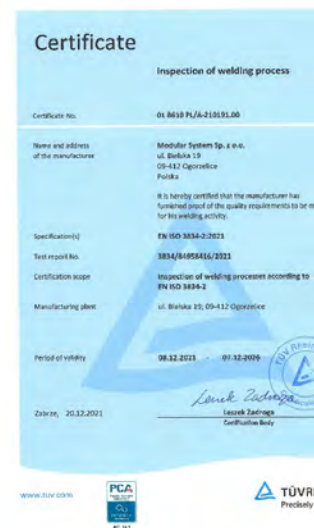 Certificate
Inspection of welding process
Certificate No.
01 8610 PL/A-210191.00
Name and address
of the manufacturer
Modular System Sp. z o.o.
ul. Bielska 19
09-412 Ogorzelice
Polska
It is hereby certified that the manufacturer has
furnished proof of the quality requirements to be m
for his welding activity.
Specification(s)
EN ISO 3834-2:2021
Test report No.
3834/84958416/2021
Certification scope
Inspection of welding processes according to
EN ISO 3834-2
Manufacturing plant
ul. Bielska 19; 09-412 Ogorzelice
Period of validity
08.12.2021 - 07.12.2026
Zabrze, 20.12.2021
Leszek Zadroga
Leszek Zadroga
Certification Body
www.tuv.com
PCA
TÜVR
Precisely